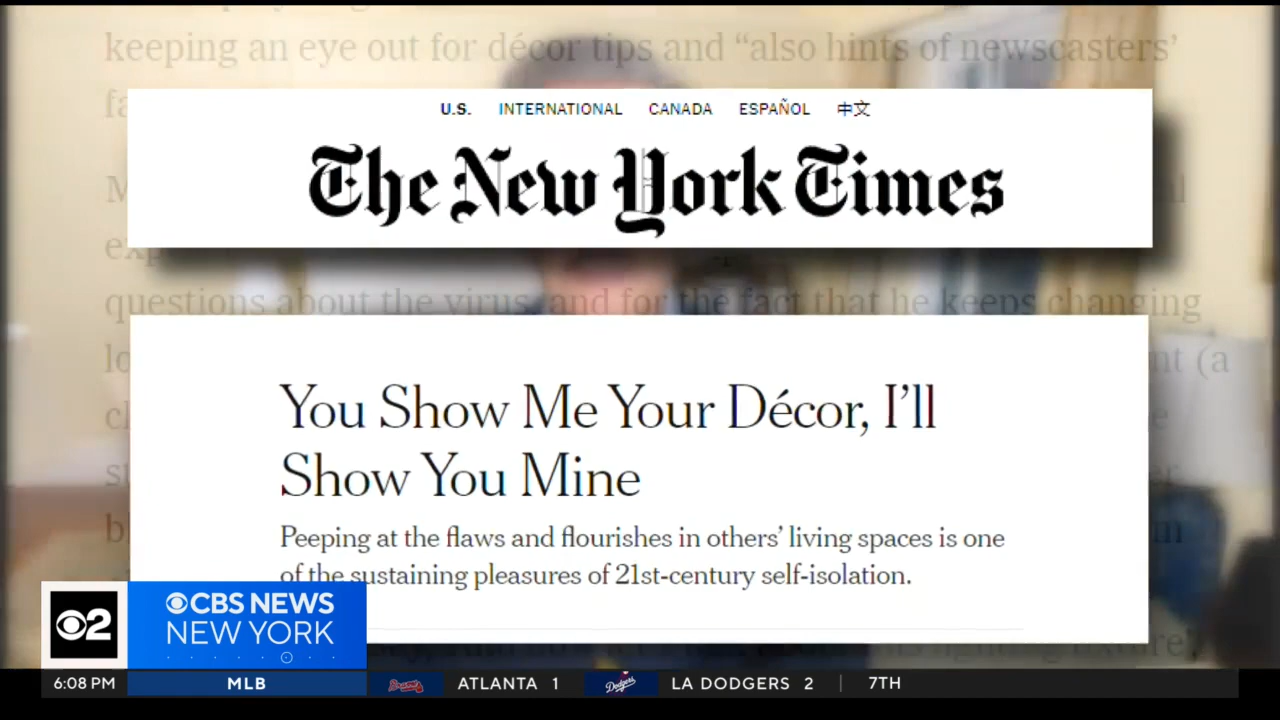 keeping an eye out for décor tips and “also hints of newscasters’
U.S. INTERNATIONAL CANADA ESPAÑOL 中文
The New York Times
questions about the virus, and for the fact that he keeps changing
You Show Me Your Décor, I’ll
Show You Mine
Peeping at the flaws and flourishes in others’ living spaces is one
of the sustaining pleasures of 21st-century self-isolation.
2
CBS NEWS
NEW YORK
6:08 PM MLB Braves ATLANTA 1 Dodgers LA DODGERS 2 7TH